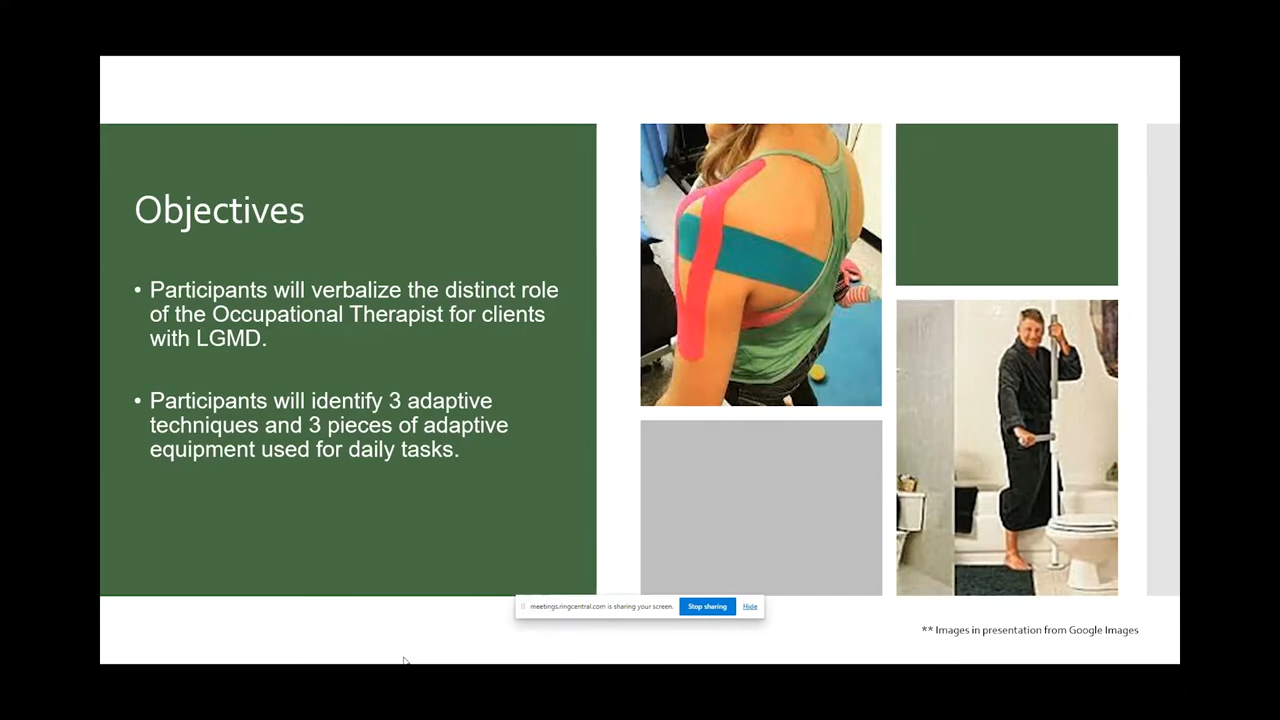 Objectives
• Participants will verbalize the distinct role
of the Occupational Therapist for clients
with LGMD.
• Participants will identify 3 adaptive
techniques and 3 pieces of adaptive
equipment used for daily tasks.
meetings.ringcentral.com is sharing your screen. Stop sharing Hide
** Images in presentation from Google Images